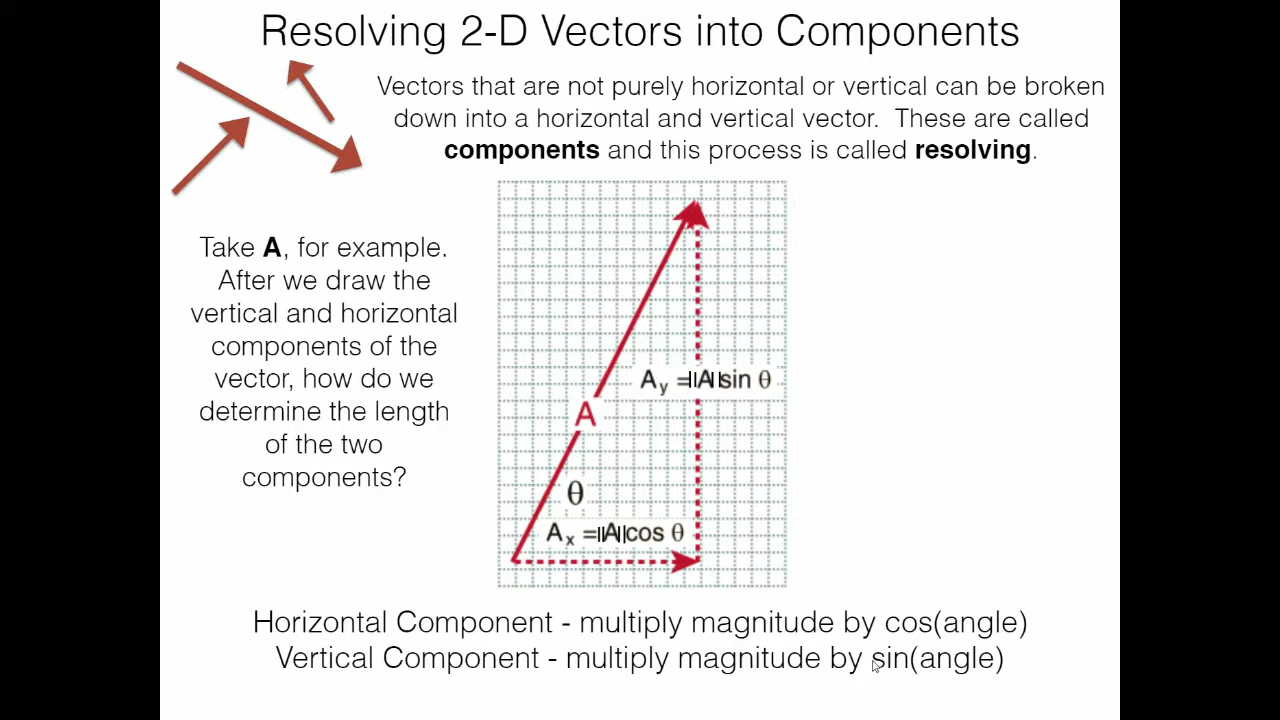 Resolving 2-D Vectors into Components
Vectors that are not purely horizontal or vertical can be broken
down into a horizontal and vertical vector.  These are called
components and this process is called resolving.
Take A, for example.
After we draw the
vertical and horizontal
components of the
vector, how do we
determine the length
of the two
components?
A_y =||A||sin θ
A
θ
A_x =||A||cos θ
Horizontal Component - multiply magnitude by cos(angle)
Vertical Component - multiply magnitude by sin(angle)